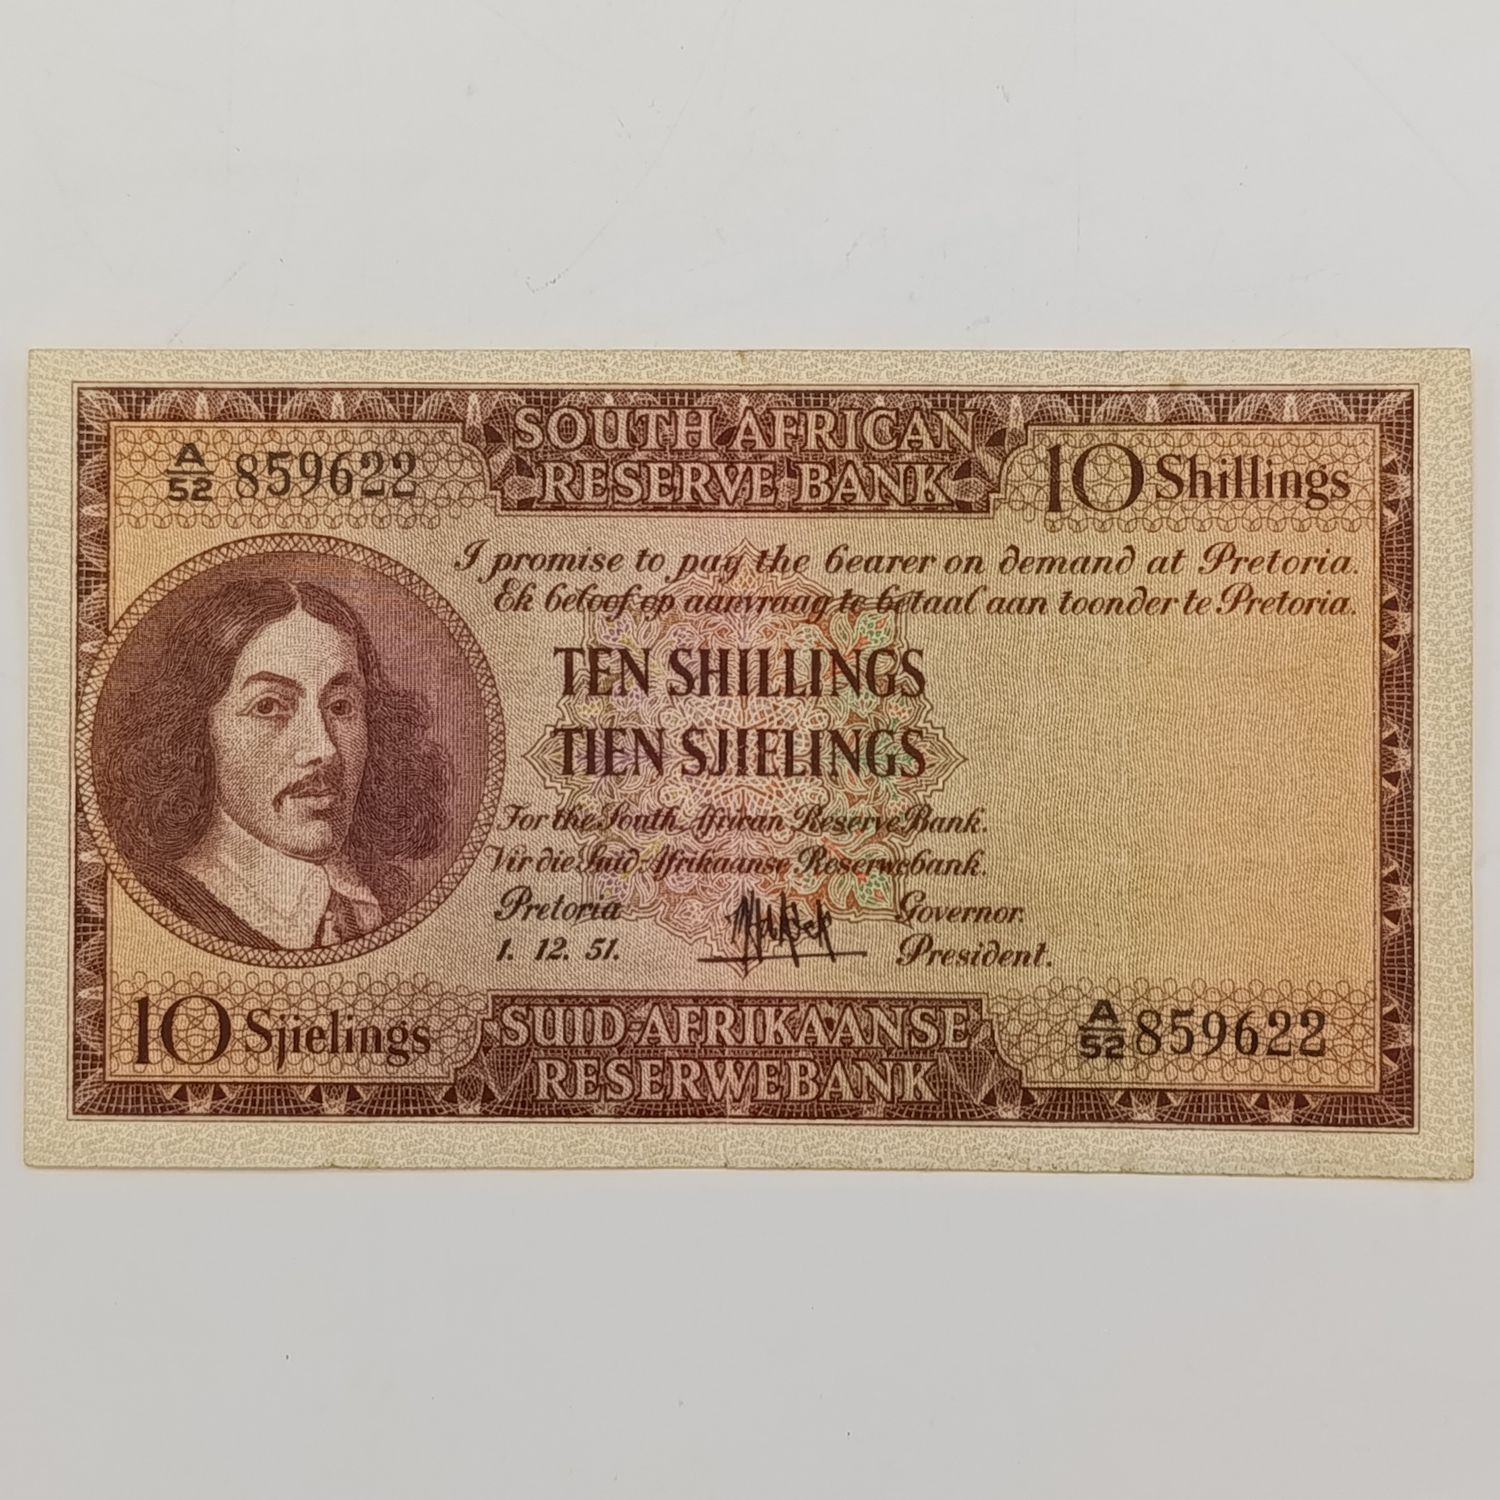 SOUTH AFRICAN
RESERVE BANK
A/52 859622
10 Shillings
I promise to pay the bearer on demand at Pretoria.
Ek beloof op aanvraag te betaal aan toonder te Pretoria.
TEN SHILLINGS
TIEN SJIELINGS
For the South African Reserve Bank.
Vir die Suid-Afrikaanse Reserwebank.
Pretoria
1. 12. 51.
Governor.
President.
10 Sjielings
SUID-AFRIKAANSE
RESERWEBANK
A/52 859622